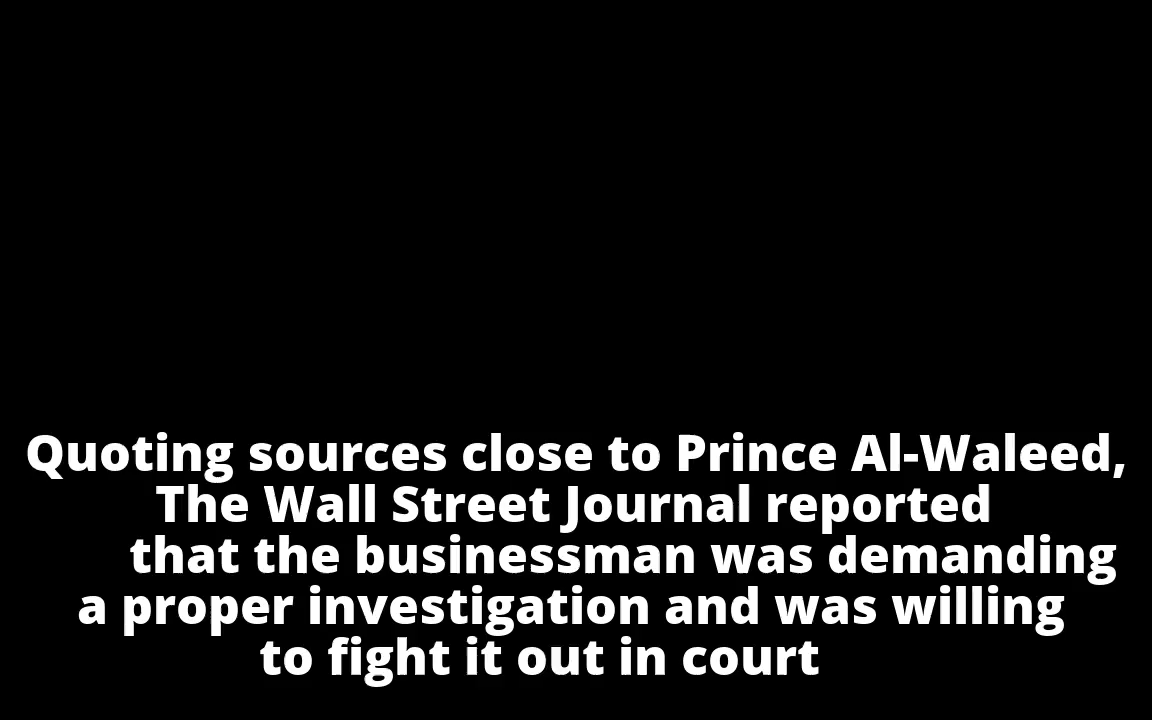 Quoting sources close to Prince Al-Waleed,
The Wall Street Journal reported
that the businessman was demanding
a proper investigation and was willing
to fight it out in court